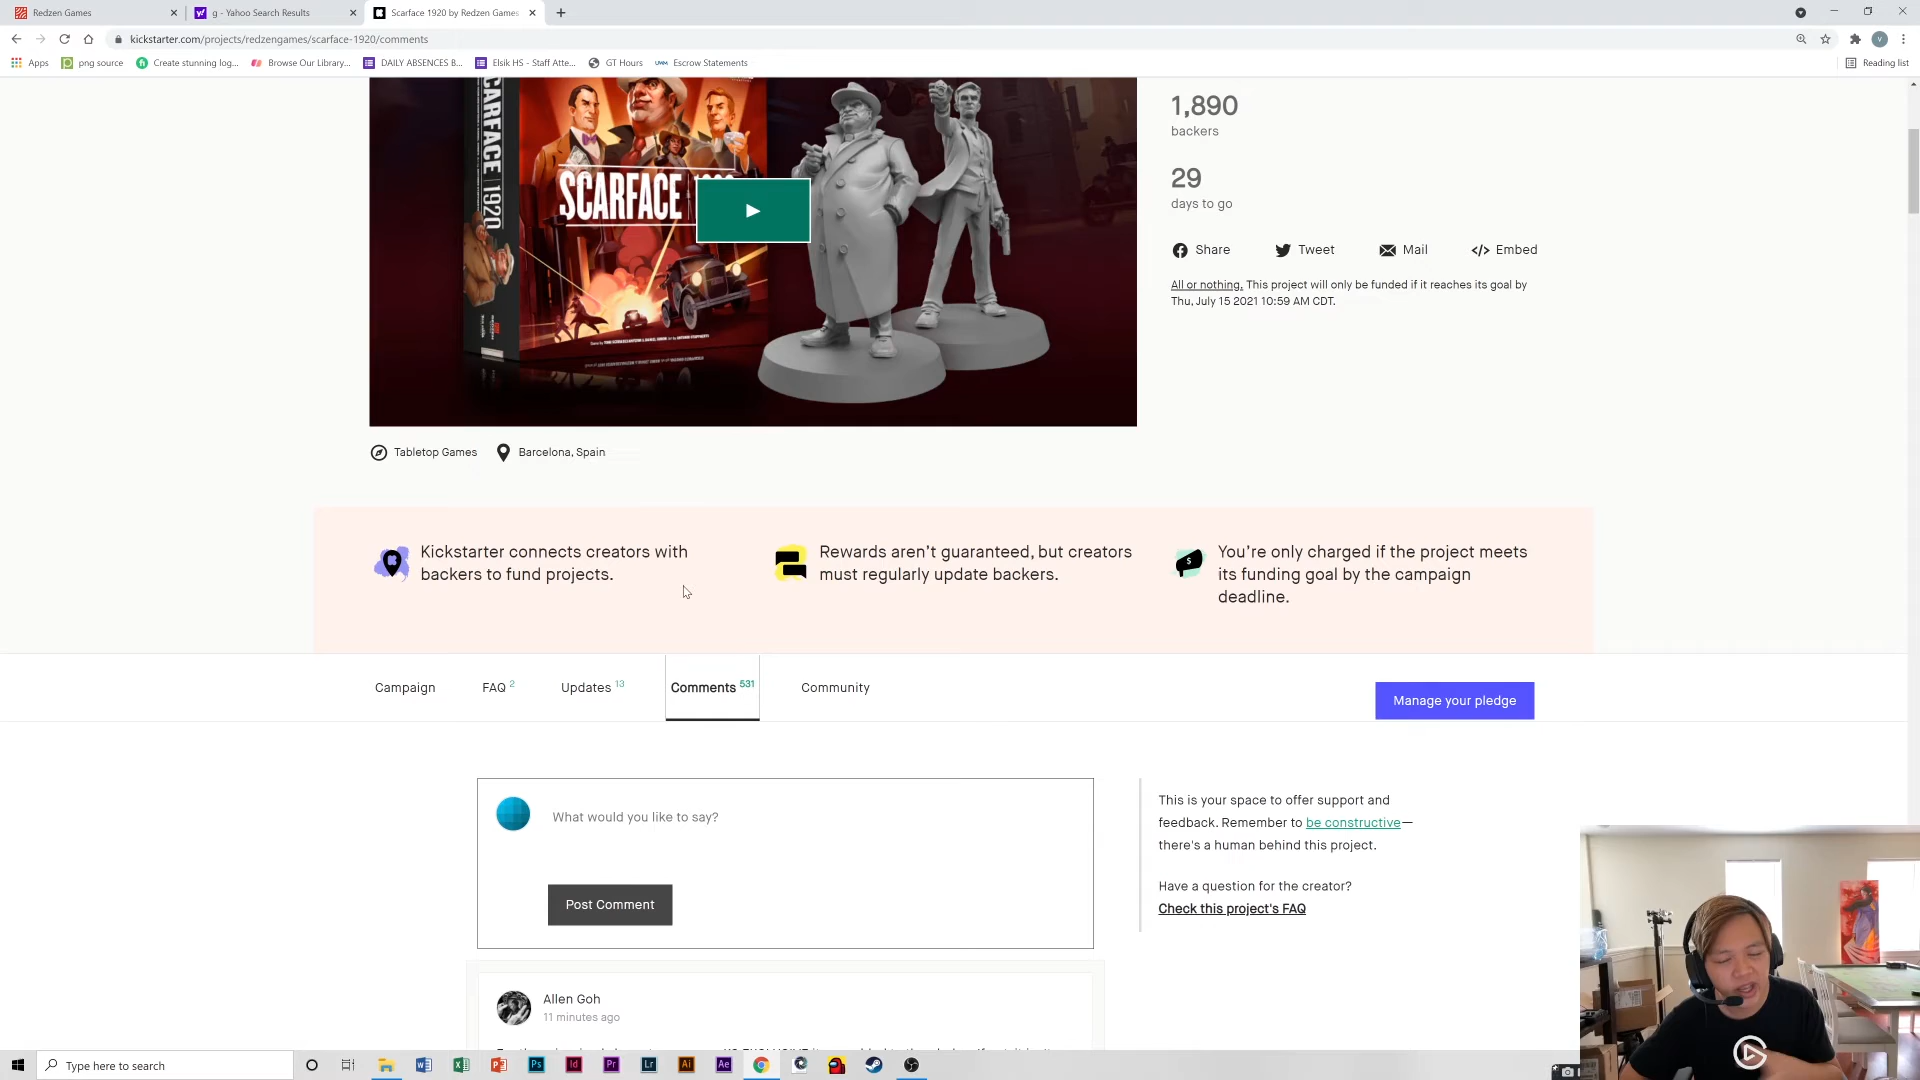 Redzen Games
g - Yahoo Search Results
Scarface 1920 by Redzen Games
kickstarter.com/projects/redzengames/scarface-1920/comments
Apps
png source
Create stunning log...
Browse Our Library...
DAILY ABSENCES B...
Elsik HS - Staff Atte...
GT Hours
UWM
Escrow Statements
Reading list
CARFACE | 1920
SCARFACE
1,890
backers
29
days to go
Share
Tweet
Mail
Embed
All or nothing. This project will only be funded if it reaches its goal by
Thu, July 15 2021 10:59 AM CDT.
Tabletop Games
Barcelona, Spain
Kickstarter connects creators with
backers to fund projects.
Rewards aren't guaranteed, but creators
must regularly update backers.
You're only charged if the project meets
its funding goal by the campaign
deadline.
Campaign
FAQ 2
Updates 13
Comments 531
Community
Manage your pledge
What would you like to say?
Post Comment
This is your space to offer support and
feedback. Remember to be constructive—
there's a human behind this project.
Have a question for the creator?
Check this project's FAQ
Allen Goh
11 minutes ago
Type here to search